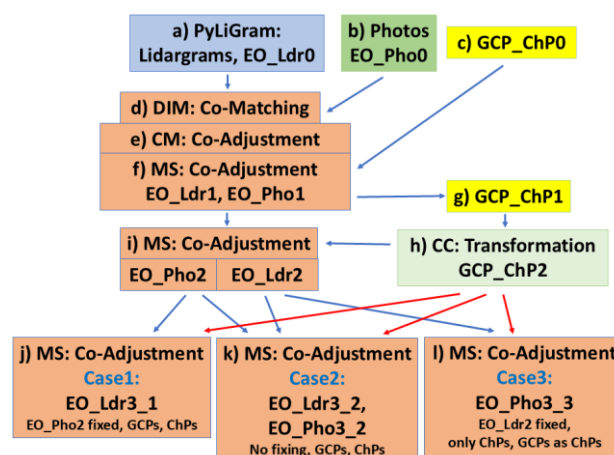 a) PyLiGram:
Lidargrams, EO_Ldr0
b) Photos
EO_Pho0
c) GCP_ChP0
d) DIM: Co-Matching
e) CM: Co-Adjustment
f) MS: Co-Adjustment
EO_Ldr1, EO_Pho1
g) GCP_ChP1
i) MS: Co-Adjustment
EO_Pho2
EO_Ldr2
h) CC: Transformation
GCP_ChP2
j) MS: Co-Adjustment
Case1:
EO_Ldr3_1
EO_Pho2 fixed, GCPs, ChPs
k) MS: Co-Adjustment
Case2:
EO_Ldr3_2,
EO_Pho3_2
No fixing, GCPs, ChPs
l) MS: Co-Adjustment
Case3:
EO_Pho3_3
EO_Ldr2 fixed,
only ChPs, GCPs as ChPs